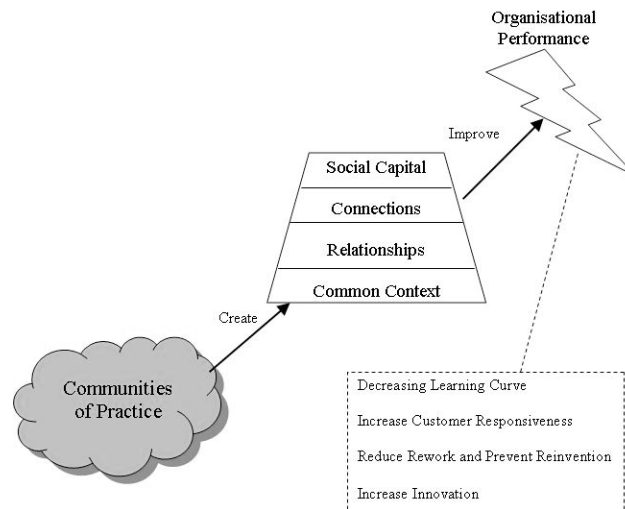 Organisational
Performance
Improve
Social Capital
Connections
Relationships
Common Context
Create
Communities
of Practice
Decreasing Learning Curve
Increase Customer Responsiveness
Reduce Rework and Prevent Reinvention
Increase Innovation